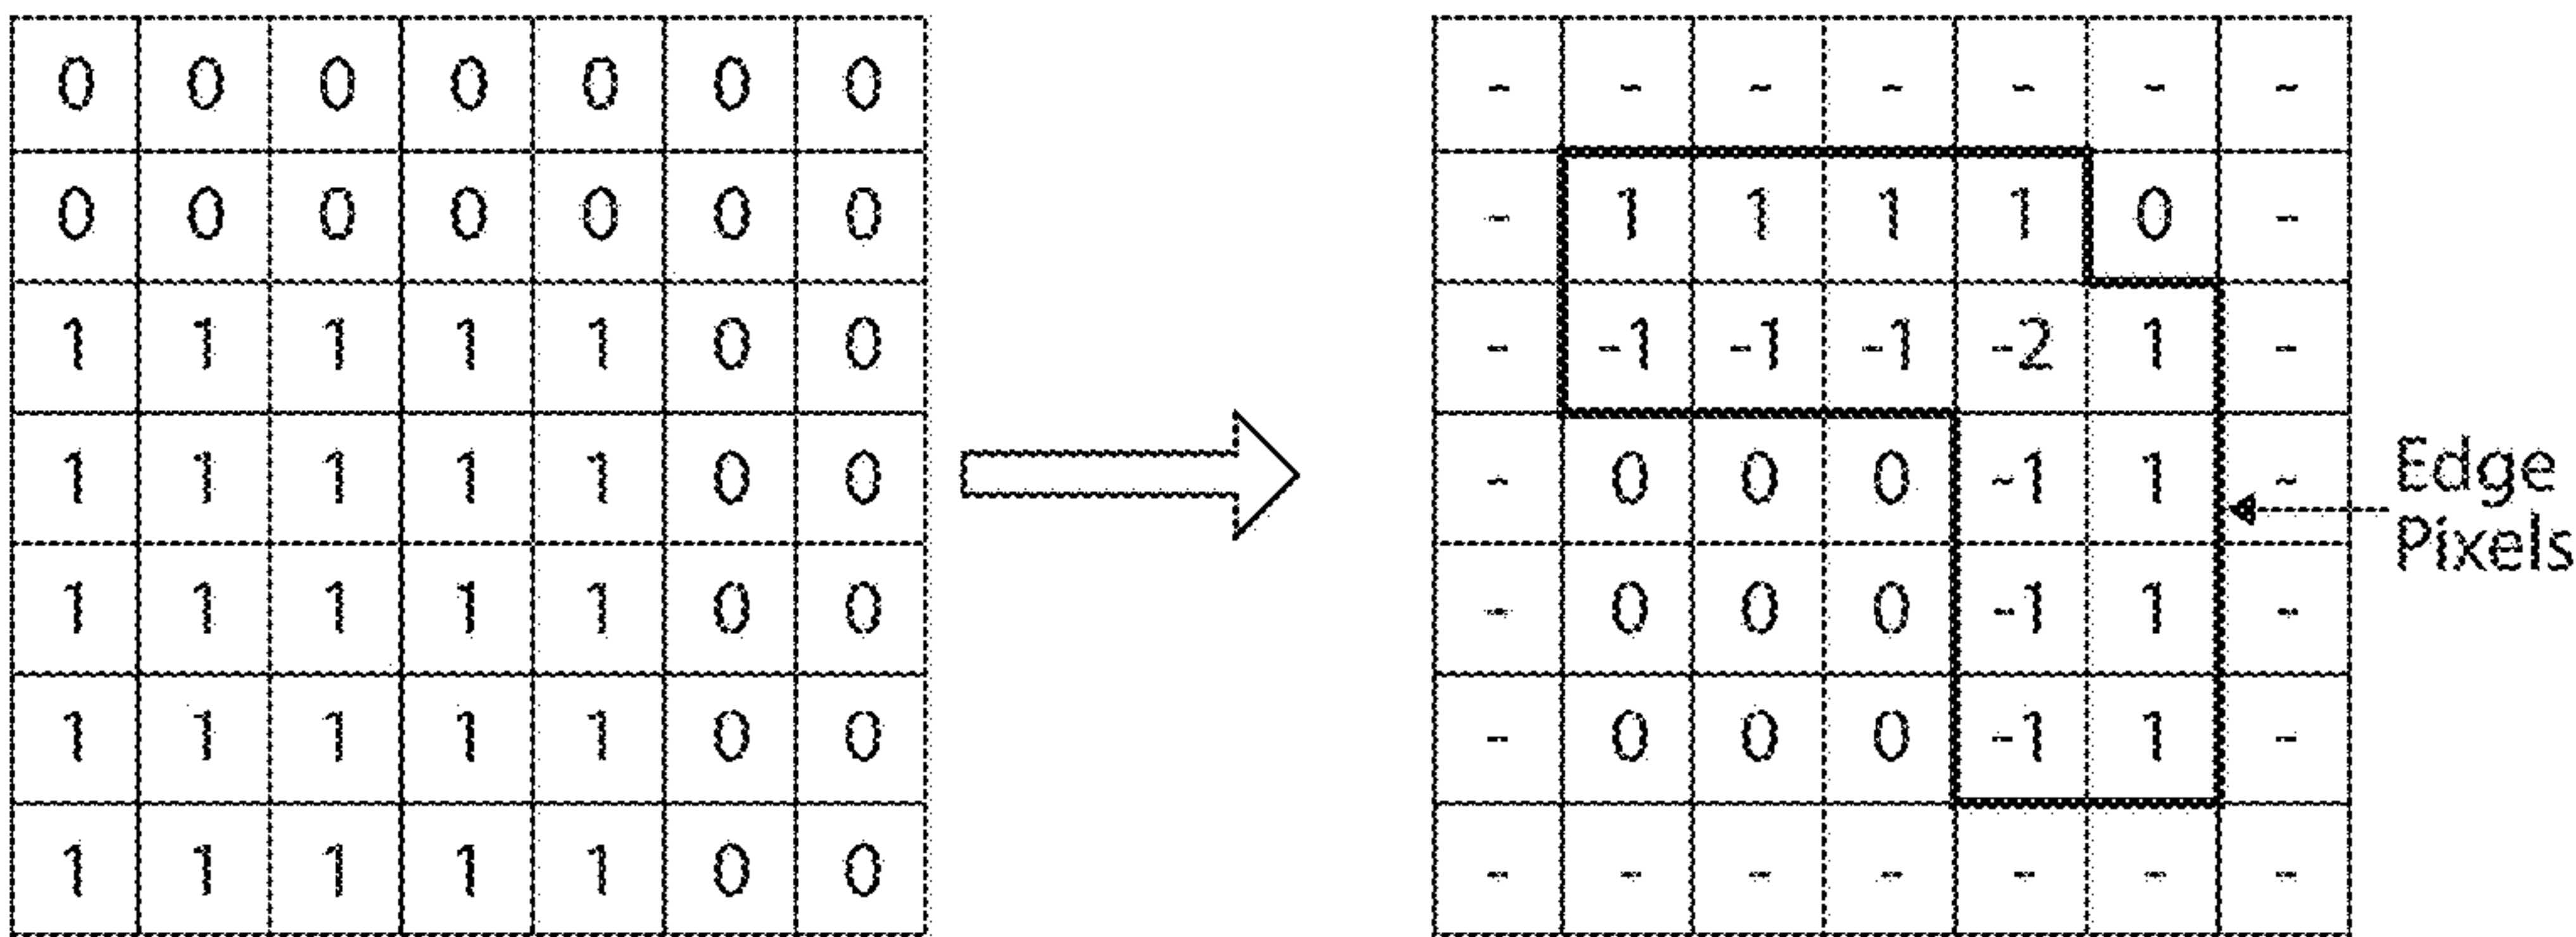 0 0 0 0 0 0 0
0 0 0 0 0 0 0
1 1 1 1 1 0 0
1 1 1 1 1 0 0
1 1 1 1 1 0 0
1 1 1 1 1 0 0
1 1 1 1 1 0 0
- - - - - - -
- 1 1 1 1 0 -
- -1 -1 -1 -2 1 -
- 0 0 0 -1 1 -
- 0 0 0 -1 1 -
- 0 0 0 -1 1 -
- - - - - - -
Edge
Pixels